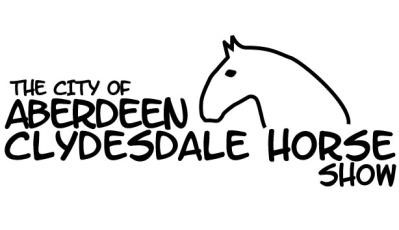 THE CITY OF
ABERDEEN
CLYDESDALE HORSE
SHOW